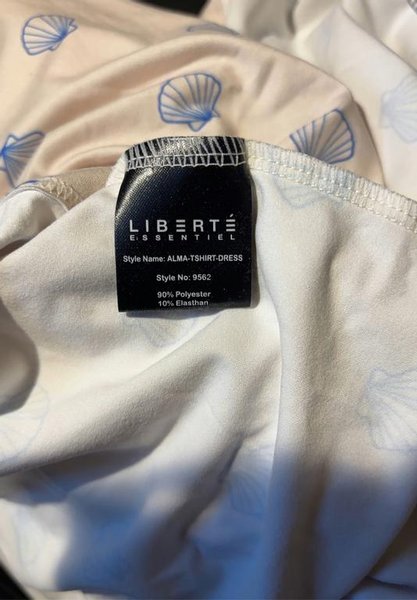 LIBERTÉ
ESSENTIEL
Style Name: ALMA-TSHIRT-DRESS
Style No: 9562
90% Polyester
10% Elasthan